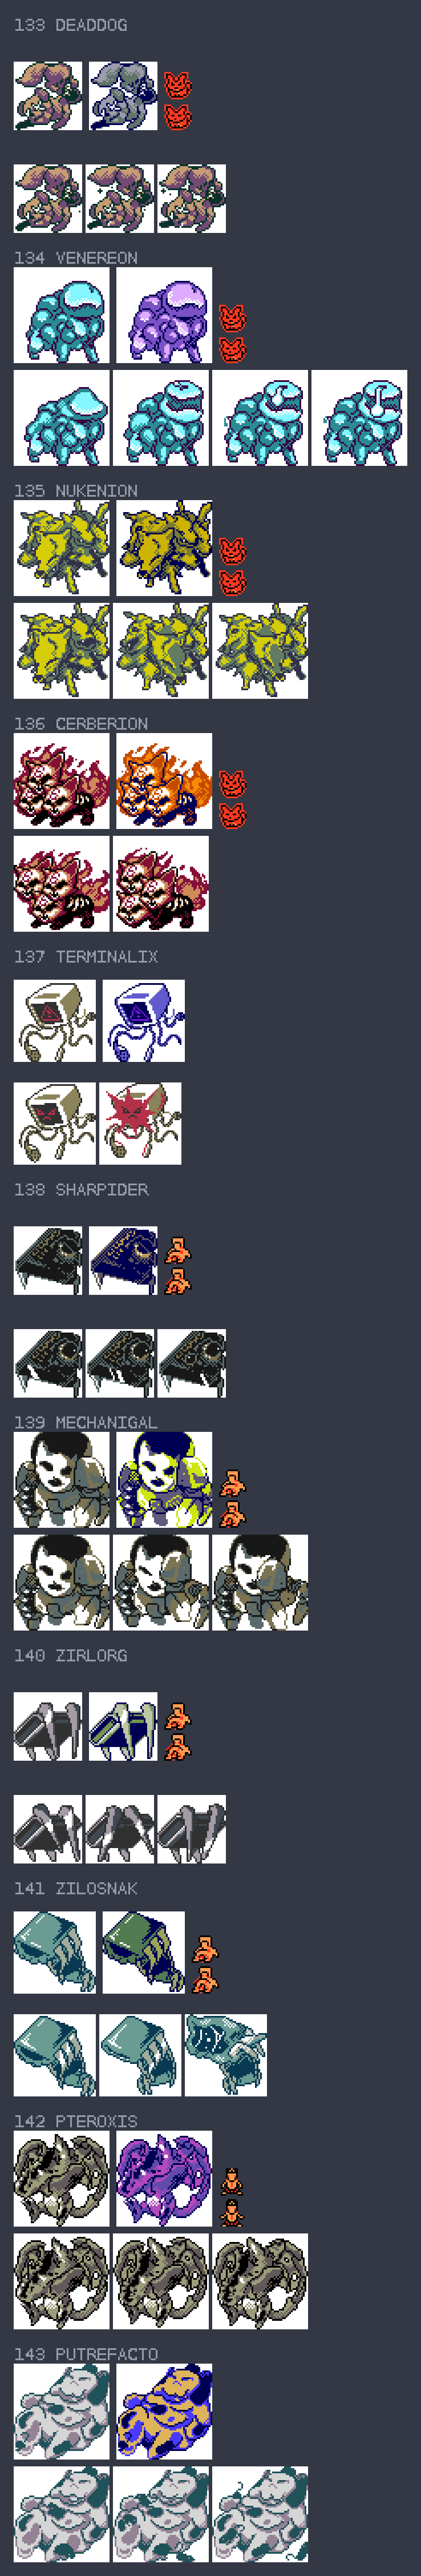 133 DEADDOG
134 VENEREON
135 NUKENION
136 CERBERION
137 TERMINALIX
138 SHARPIDER
139 MECHANIGAL
140 ZIRLORG
141 ZILOSNAK
142 PTEROXIS
143 PUTREFACTO